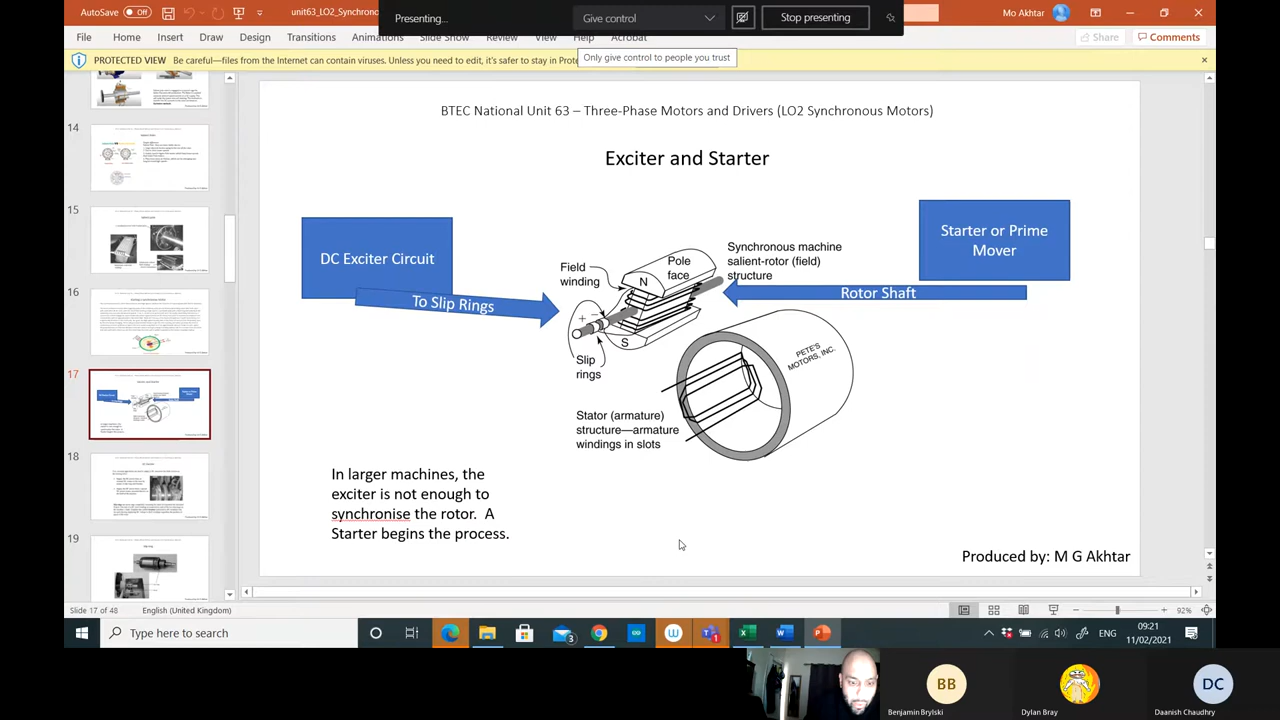 AutoSave
Off
unit63_LO2_Synchrono
Presenting...
Give control
Stop presenting
Mo Akhtar
File
Home
Insert
Draw
Design
Transitions
Animations
Slide Show
Review
View
Help
Acrobat
Share
Comments
PROTECTED VIEW
Be careful—files from the Internet can contain viruses. Unless you need to edit, it's safer to stay in Prote
Only give control to people you trust
14
15
16
17
18
19
BTEC National Unit 63 – Three-Phase Motors and Drivers (LO2 Synchronous Motors)
Exciter and Starter
DC Exciter Circuit
To Slip Rings
Starter or Prime
Mover
Rotor Shaft
Synchronous machine
salient-rotor (field)
structure
Field
winding
Pole
face
N
S
+ −
Slip
rings
PETE'S
MOTORS, INC.
Stator (armature)
structure—armature
windings in slots
In larger machines, the
exciter is not enough to
synchronise the rotor. A
Starter begins the process.
Produced by: M G Akhtar
Slide 17 of 48
English (United Kingdom)
92%
Type here to search
3
1
ENG
09:21
11/02/2021
BB
Benjamin Brylski
Dylan Bray
DC
Daanish Chaudhry